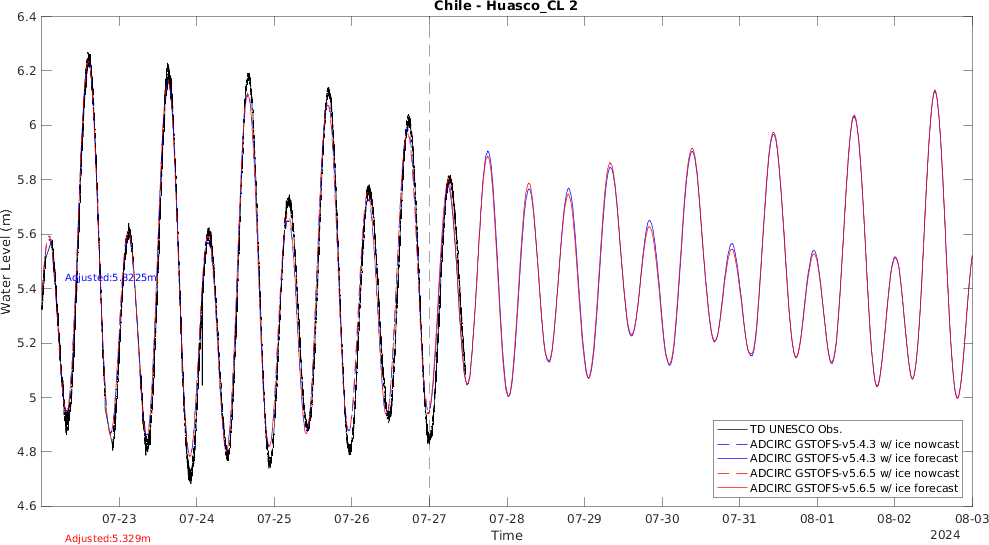 Chile - Huasco_CL 2
6.4
6.2
6
5.8
5.6
5.4
5.2
5
4.8
4.6
Water Level (m)
Adjusted:5.3225m
TD UNESCO Obs.
ADCIRC GSTOFS-v5.4.3 w/ ice nowcast
ADCIRC GSTOFS-v5.4.3 w/ ice forecast
ADCIRC GSTOFS-v5.6.5 w/ ice nowcast
ADCIRC GSTOFS-v5.6.5 w/ ice forecast
07-23 07-24 07-25 07-26 07-27 07-28 07-29 07-30 07-31 08-01 08-02 08-03
Time
2024
Adjusted:5.329m